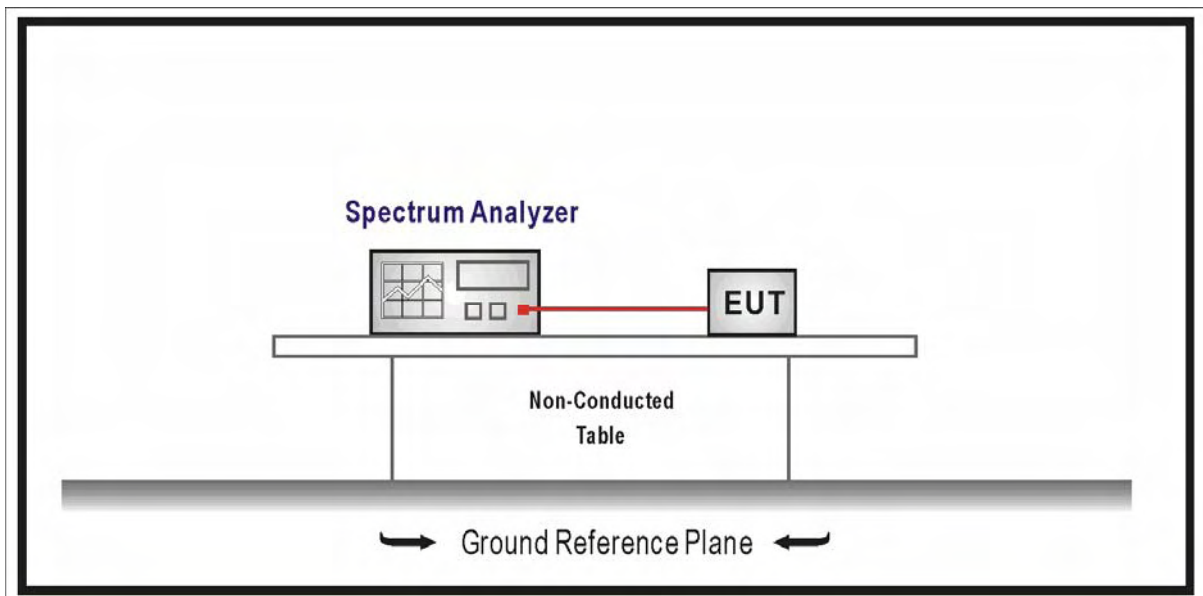 Spectrum Analyzer
EUT
Non-Conducted
Table
Ground Reference Plane